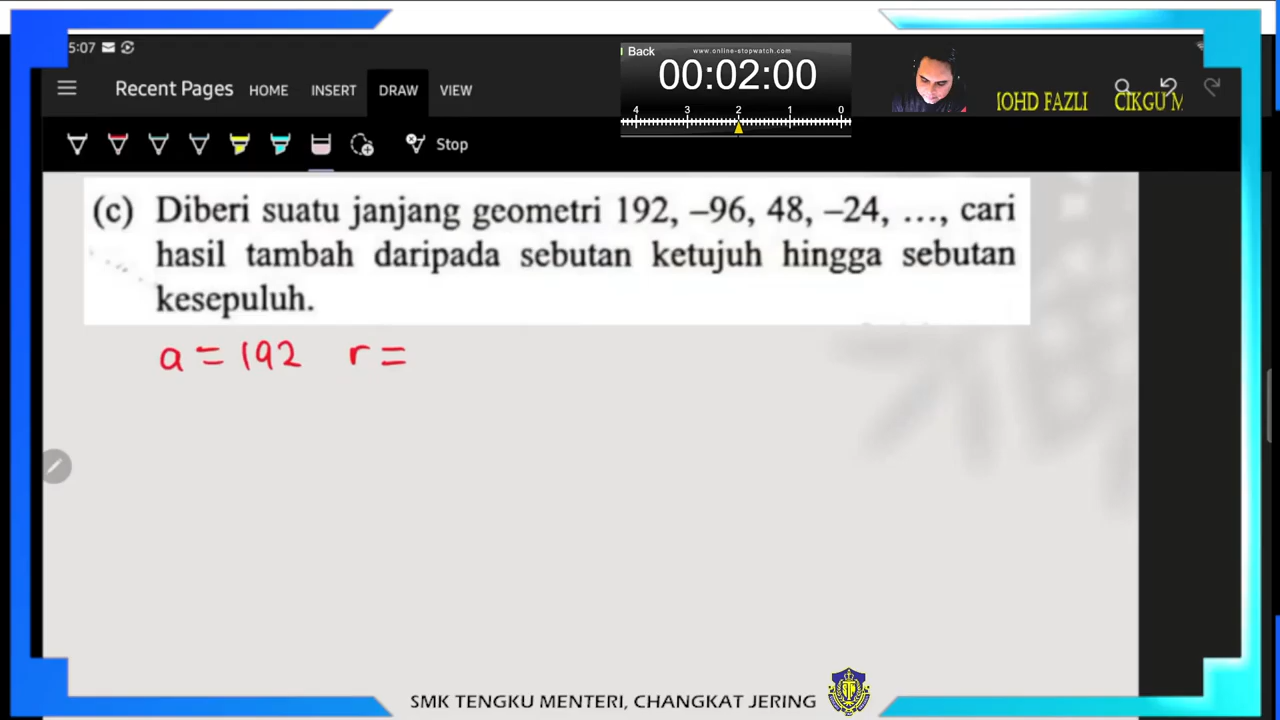 5:07
Back
www.online-stopwatch.com
00:02:00
4 3 2 1 0
Recent Pages HOME INSERT DRAW VIEW
IOHD FAZLI CIKGU M
Stop
(c) Diberi suatu janjang geometri 192, –96, 48, –24, …, cari
hasil tambah daripada sebutan ketujuh hingga sebutan
kesepuluh.
a = 192 r =
SMK TENGKU MENTERI, CHANGKAT JERING